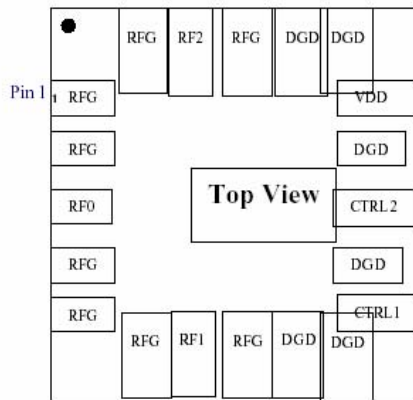 RFG RF2 RFG DGD DGD
Pin 1 1 RFG VDD
RFG DGD
RF0 Top View CTRL2
RFG DGD
RFG CTRL1
RFG RF1 RFG DGD DGD